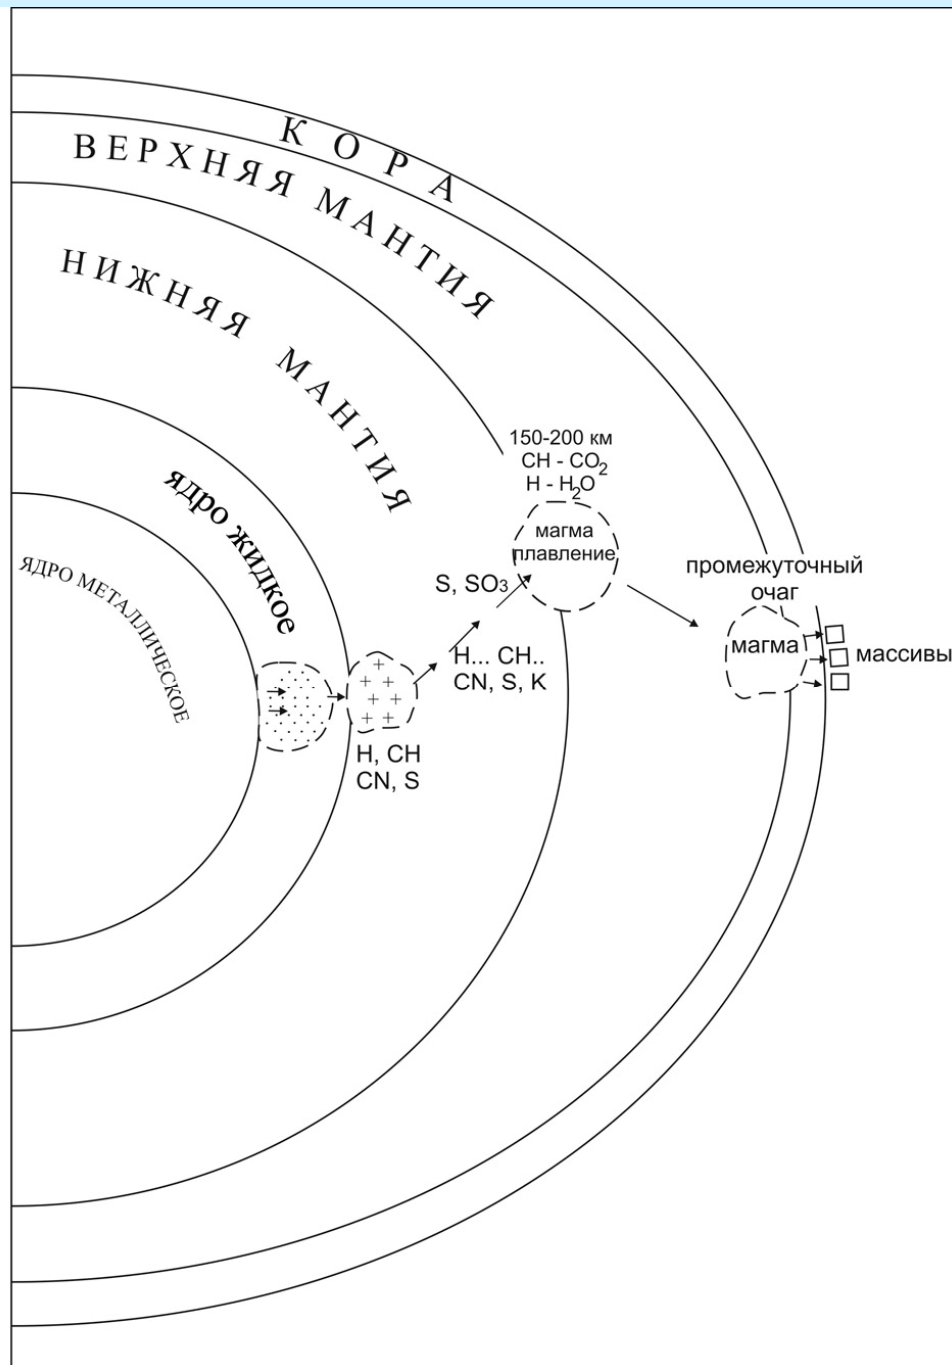 КОРА
ВЕРХНЯЯ МАНТИЯ
НИЖНЯЯ МАНТИЯ
ядро жидкое
ЯДРО МЕТАЛЛИЧЕСКОЕ
150-200 км
CH - CO₂
H - H₂O
магма
плавление
S, SO₃
H... CH..
CN, S, K
H, CH
CN, S
промежуточный
очаг
магма
массивы